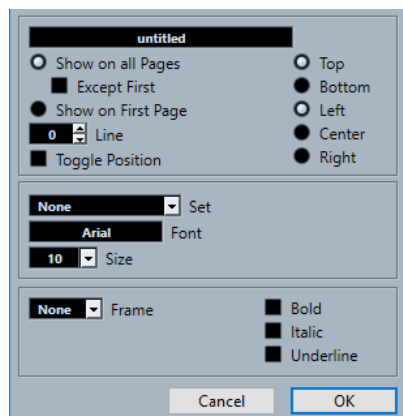 untitled
Show on all Pages
Top
Except First
Bottom
Show on First Page
Left
0 Line
Center
Toggle Position
Right
None Set
Arial Font
10 Size
None Frame
Bold
Italic
Underline
Cancel OK